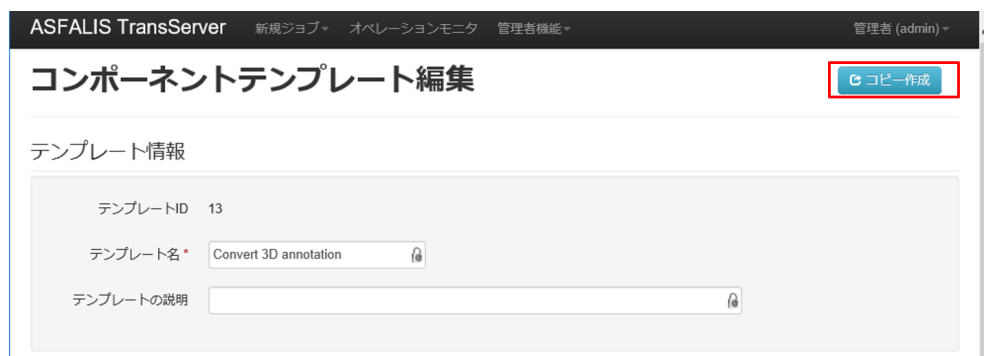 ASFALIS TransServer 新規ジョブ オペレーションモニタ 管理者機能 管理者 (admin)
コンポーネントテンプレート編集 コピー作成
テンプレート情報
テンプレートID 13
テンプレート名* Convert 3D annotation
テンプレートの説明